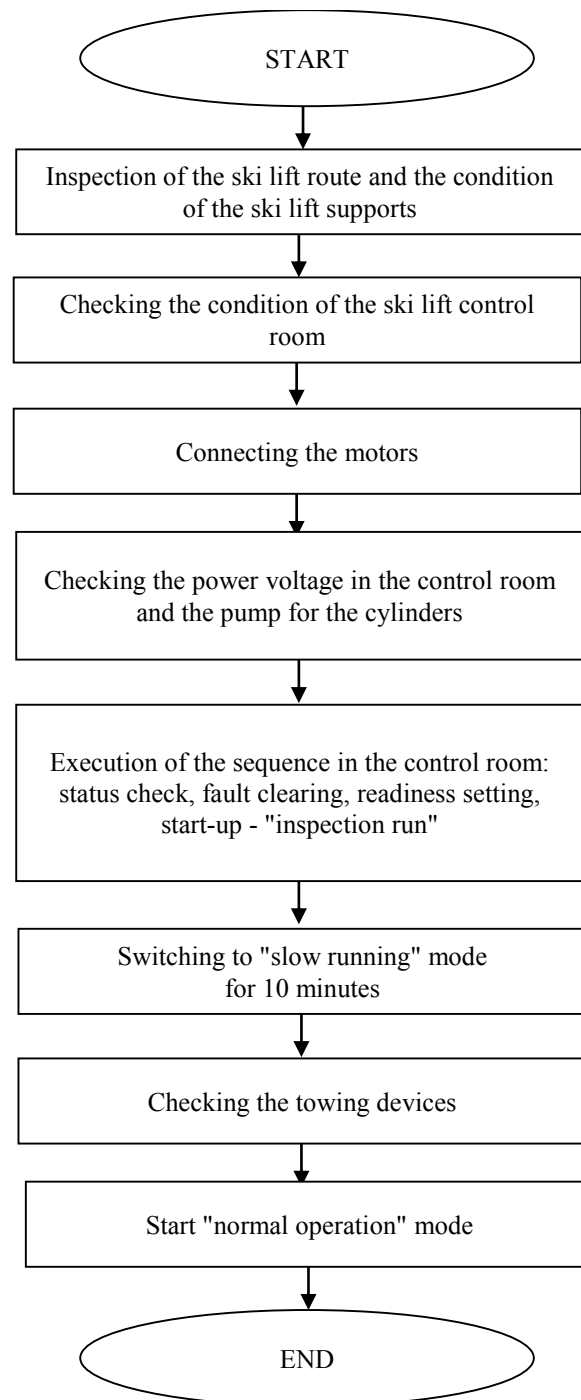 START
Inspection of the ski lift route and the condition
of the ski lift supports
Checking the condition of the ski lift control
room
Connecting the motors
Checking the power voltage in the control room
and the pump for the cylinders
Execution of the sequence in the control room:
status check, fault clearing, readiness setting,
start-up - "inspection run"
Switching to "slow running" mode
for 10 minutes
Checking the towing devices
Start "normal operation" mode
END